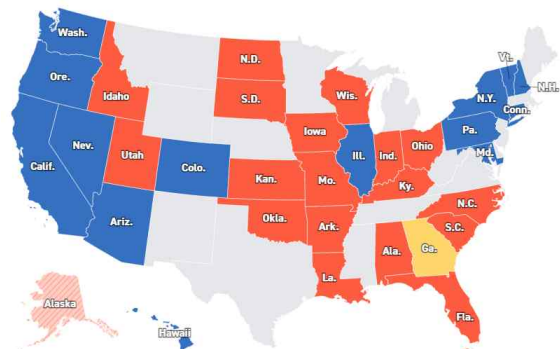 Wash.
Vt.
N.D.
Ore.
N.H.
Idaho
S.D.
Wis.
N.Y.
Conn.
Iowa
Pa.
Nev.
Utah
Colo.
Ill.
Ind.
Ohio
Md.
Calif.
Kan.
Mo.
Ky.
Ariz.
Okla.
Ark.
N.C.
S.C.
Ala.
Ga.
La.
Alaska
Fla.
Hawaii